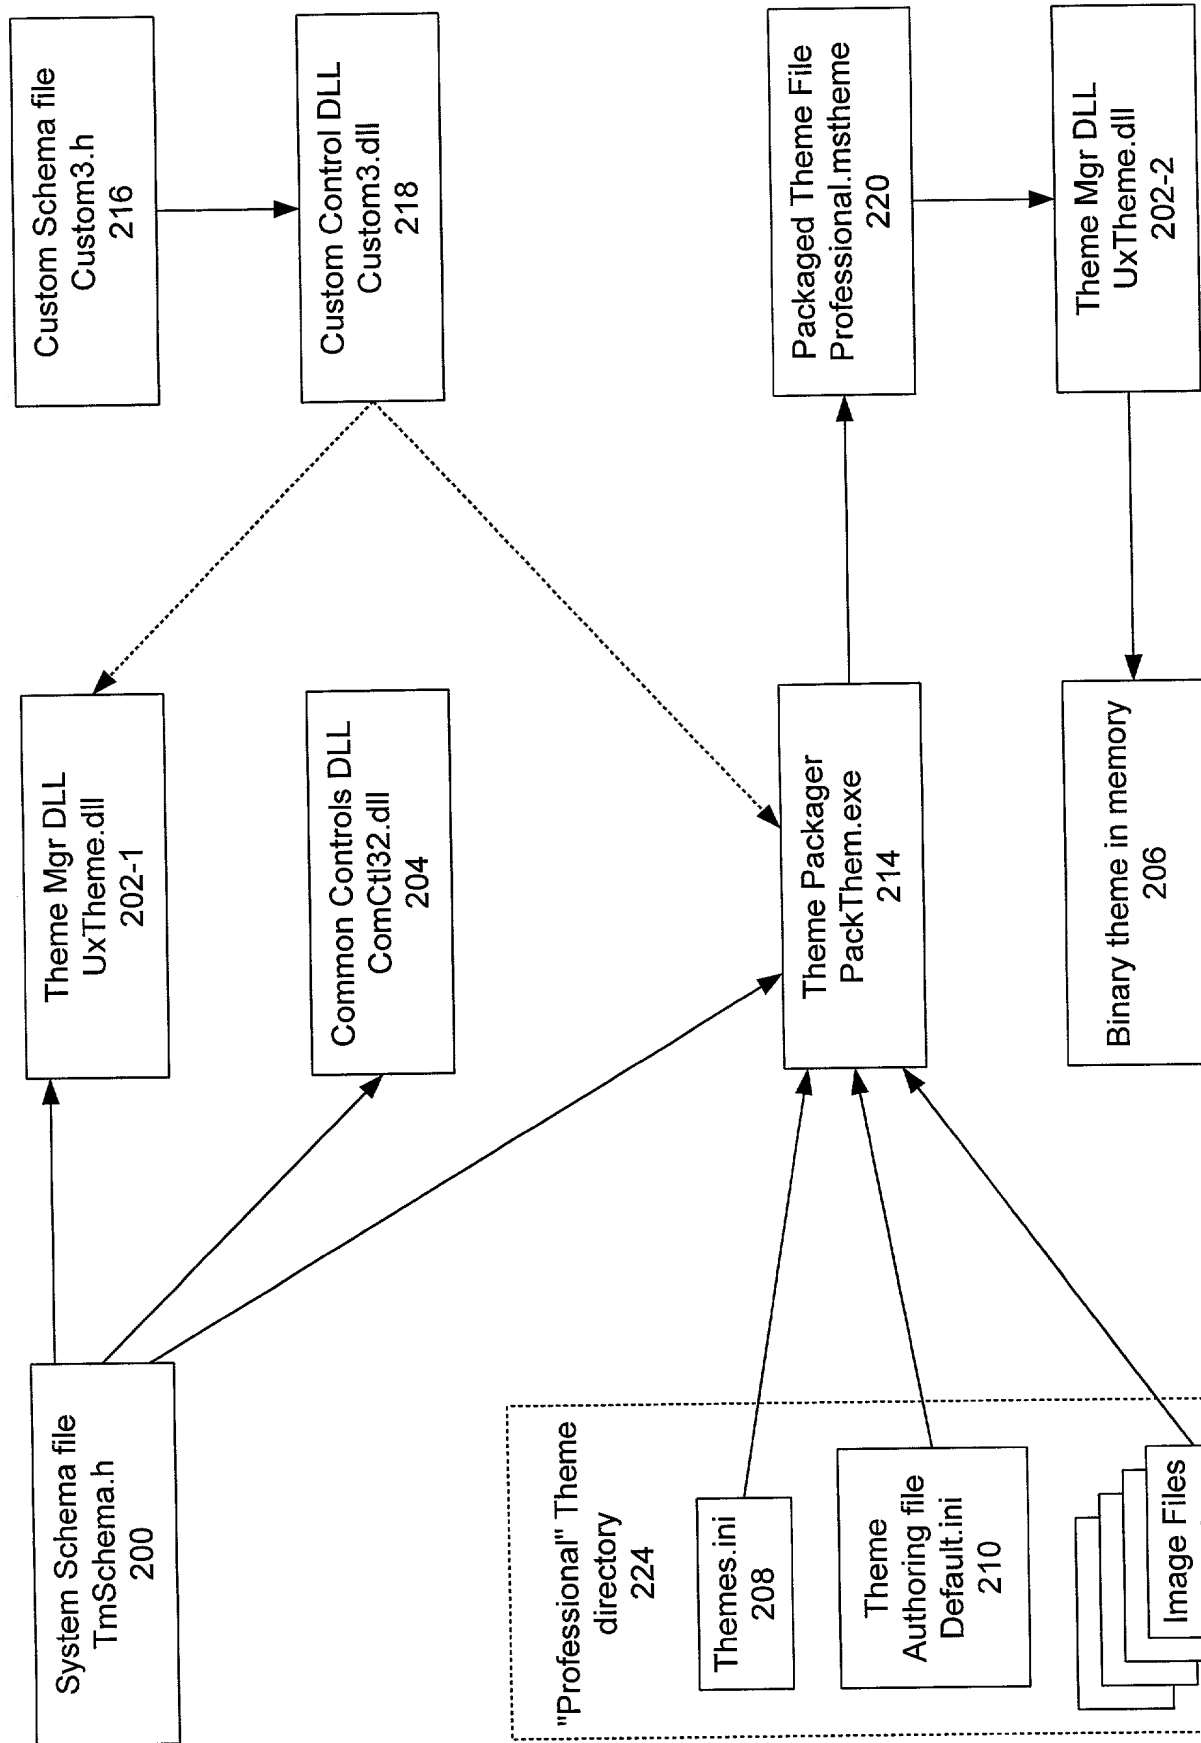 System Schema file
TmSchema.h
200
Theme Mgr DLL
UxTheme.dll
202-1
Custom Schema file
Custom3.h
216
Common Controls DLL
ComCtl32.dll
204
Custom Control DLL
Custom3.dll
218
"Professional" Theme
directory
224
Themes.ini
208
Theme
Authoring file
Default.ini
210
Image Files
Theme Packager
PackThem.exe
214
Packaged Theme File
Professional.mstheme
220
Binary theme in memory
206
Theme Mgr DLL
UxTheme.dll
202-2